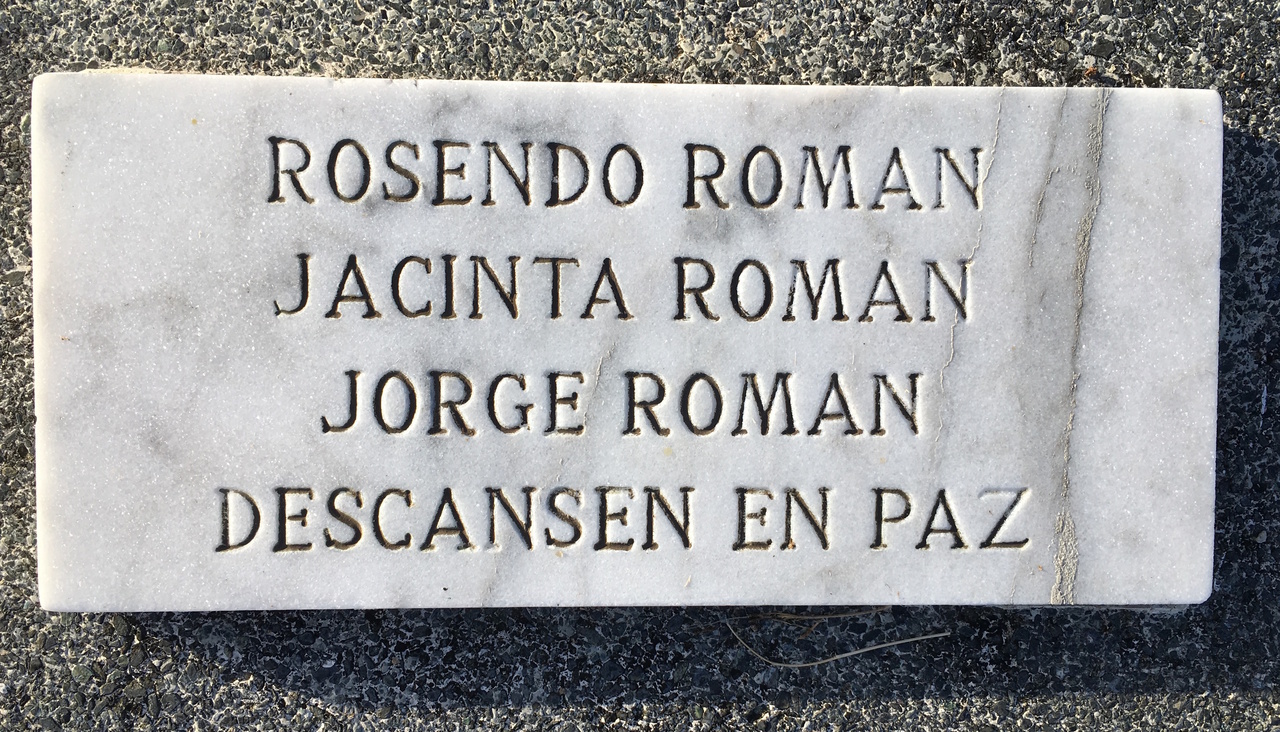 ROSENDO ROMAN
JACINTA ROMAN
JORGE ROMAN
DESCANSEN EN PAZ